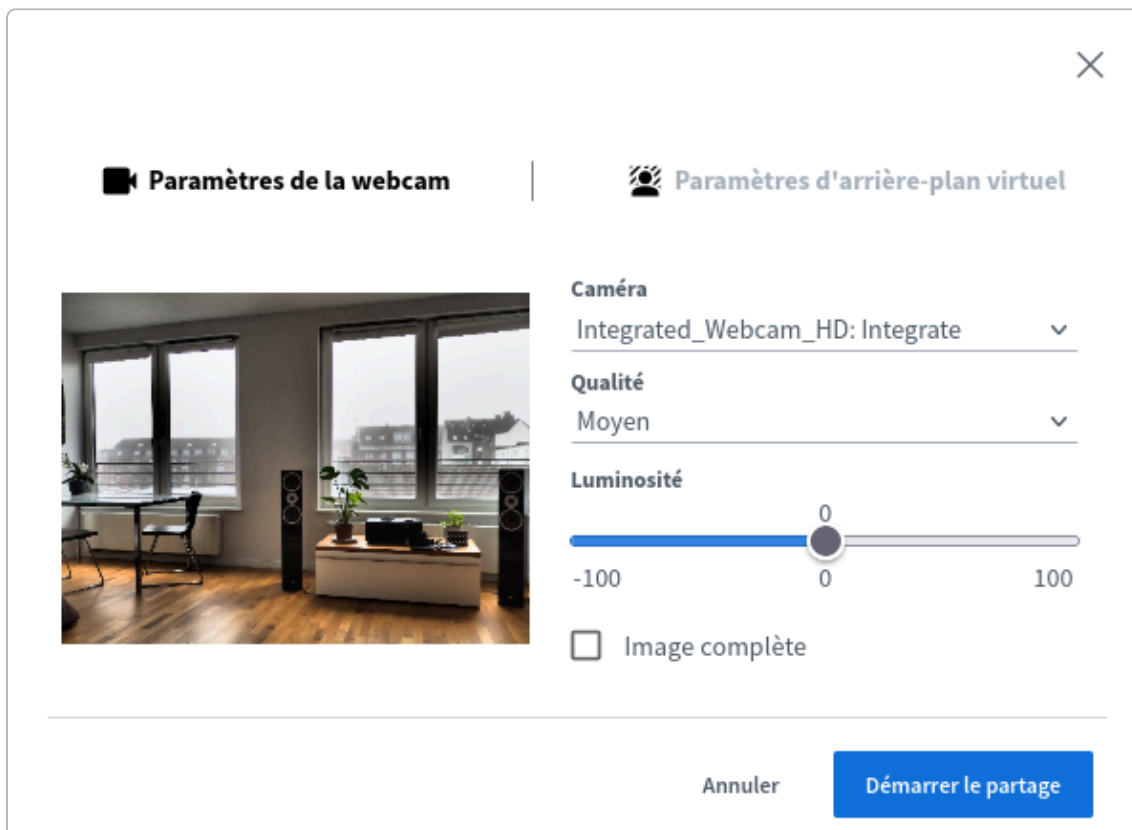 Paramètres de la webcam
Paramètres d'arrière-plan virtuel
Caméra
Integrated_Webcam_HD: Integrate
Qualité
Moyen
Luminosité
0
-100 0 100
Image complète
Annuler Démarrer le partage